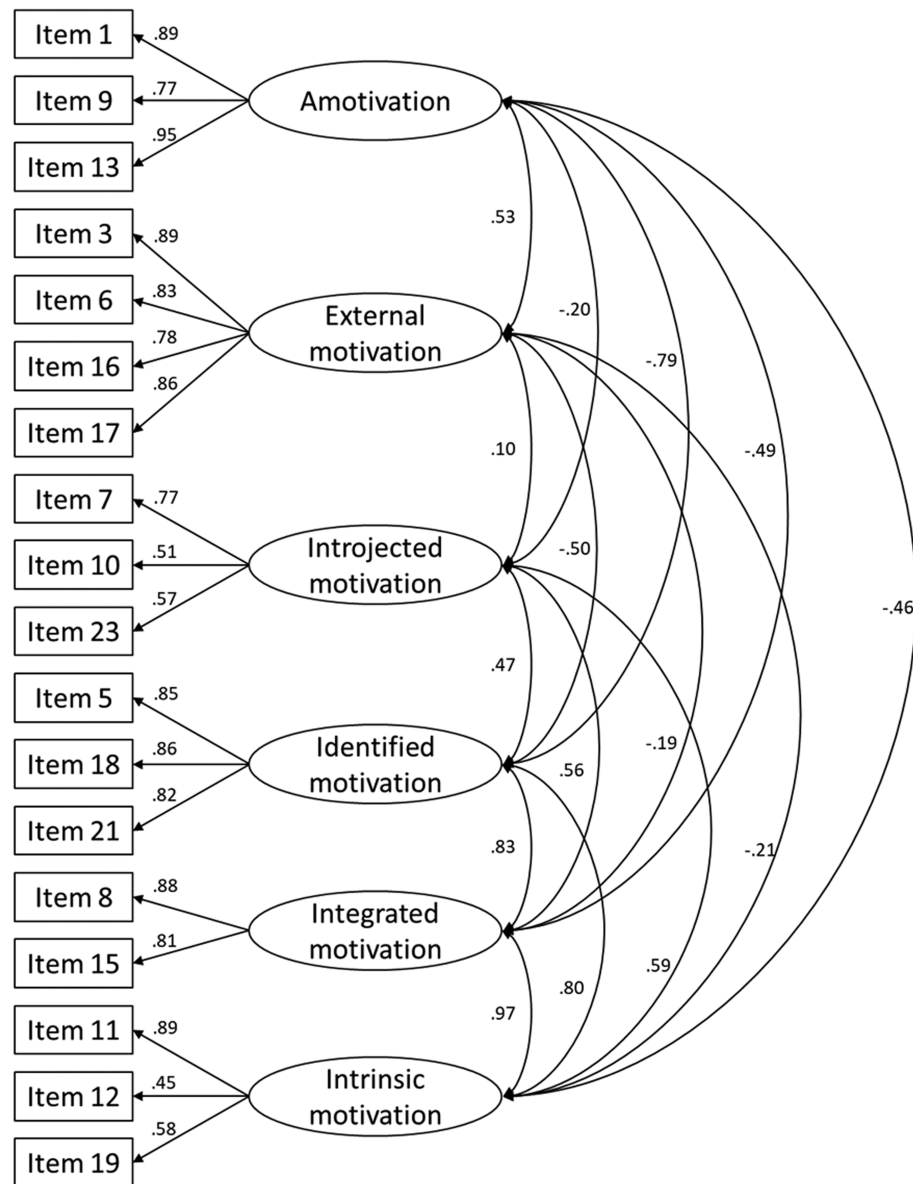 Item 1
.89
Item 9
.77
Amotivation
Item 13
.95
Item 3
.89
.53
Item 6
.83
External
motivation
-.20
Item 16
.78
-.79
Item 17
.86
.10
-.49
Item 7
.77
Item 10
.51
Introjected
motivation
-.50
Item 23
.57
-.46
Item 5
.85
.47
Item 18
.86
Identified
motivation
.56
-.19
Item 21
.82
.83
-.21
Item 8
.88
Integrated
motivation
Item 15
.81
.59
.80
.97
Item 11
.89
Item 12
.45
Intrinsic
motivation
Item 19
.58